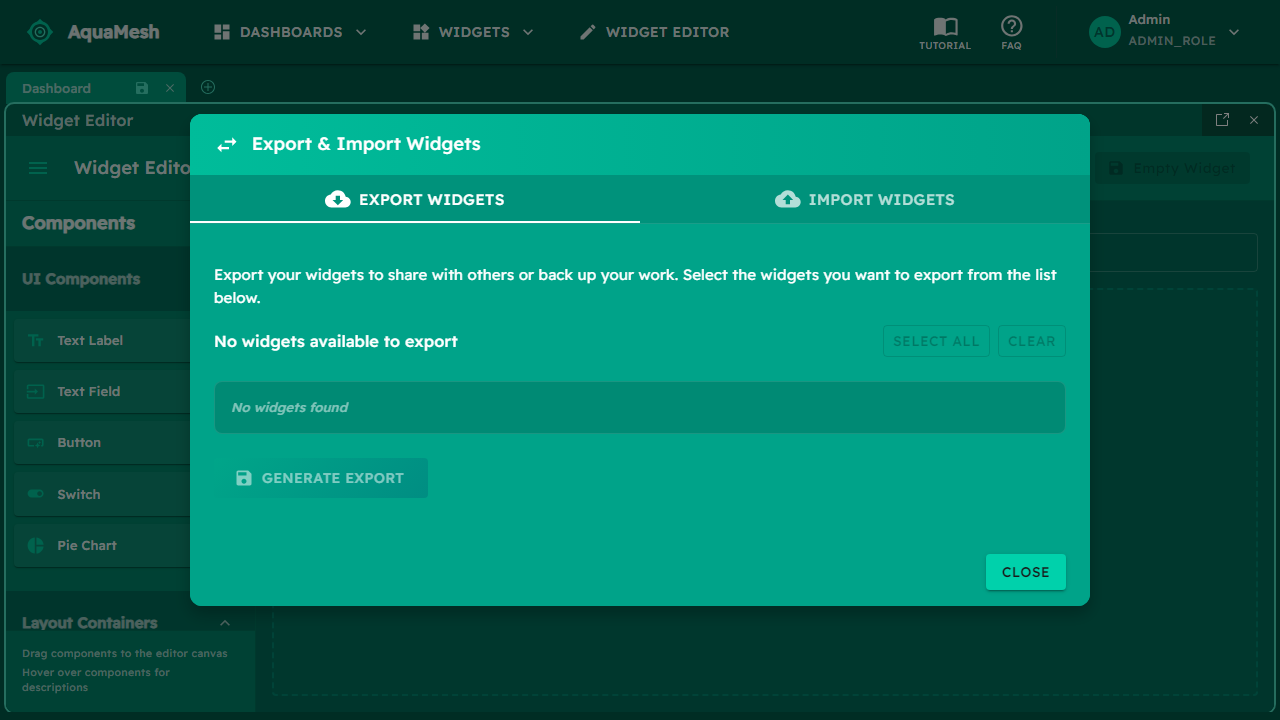 AquaMesh
DASHBOARDS
WIDGETS
WIDGET EDITOR
TUTORIAL
FAQ
AD
Admin
ADMIN_ROLE
Dashboard
Widget Editor
Widget Edito
Empty Widget
Components
UI Components
Text Label
Text Field
Button
Switch
Pie Chart
Layout Containers
Drag components to the editor canvas
Hover over components for
descriptions
Export & Import Widgets
EXPORT WIDGETS
IMPORT WIDGETS
Export your widgets to share with others or back up your work. Select the widgets you want to export from the list
below.
No widgets available to export
SELECT ALL
CLEAR
No widgets found
GENERATE EXPORT
CLOSE